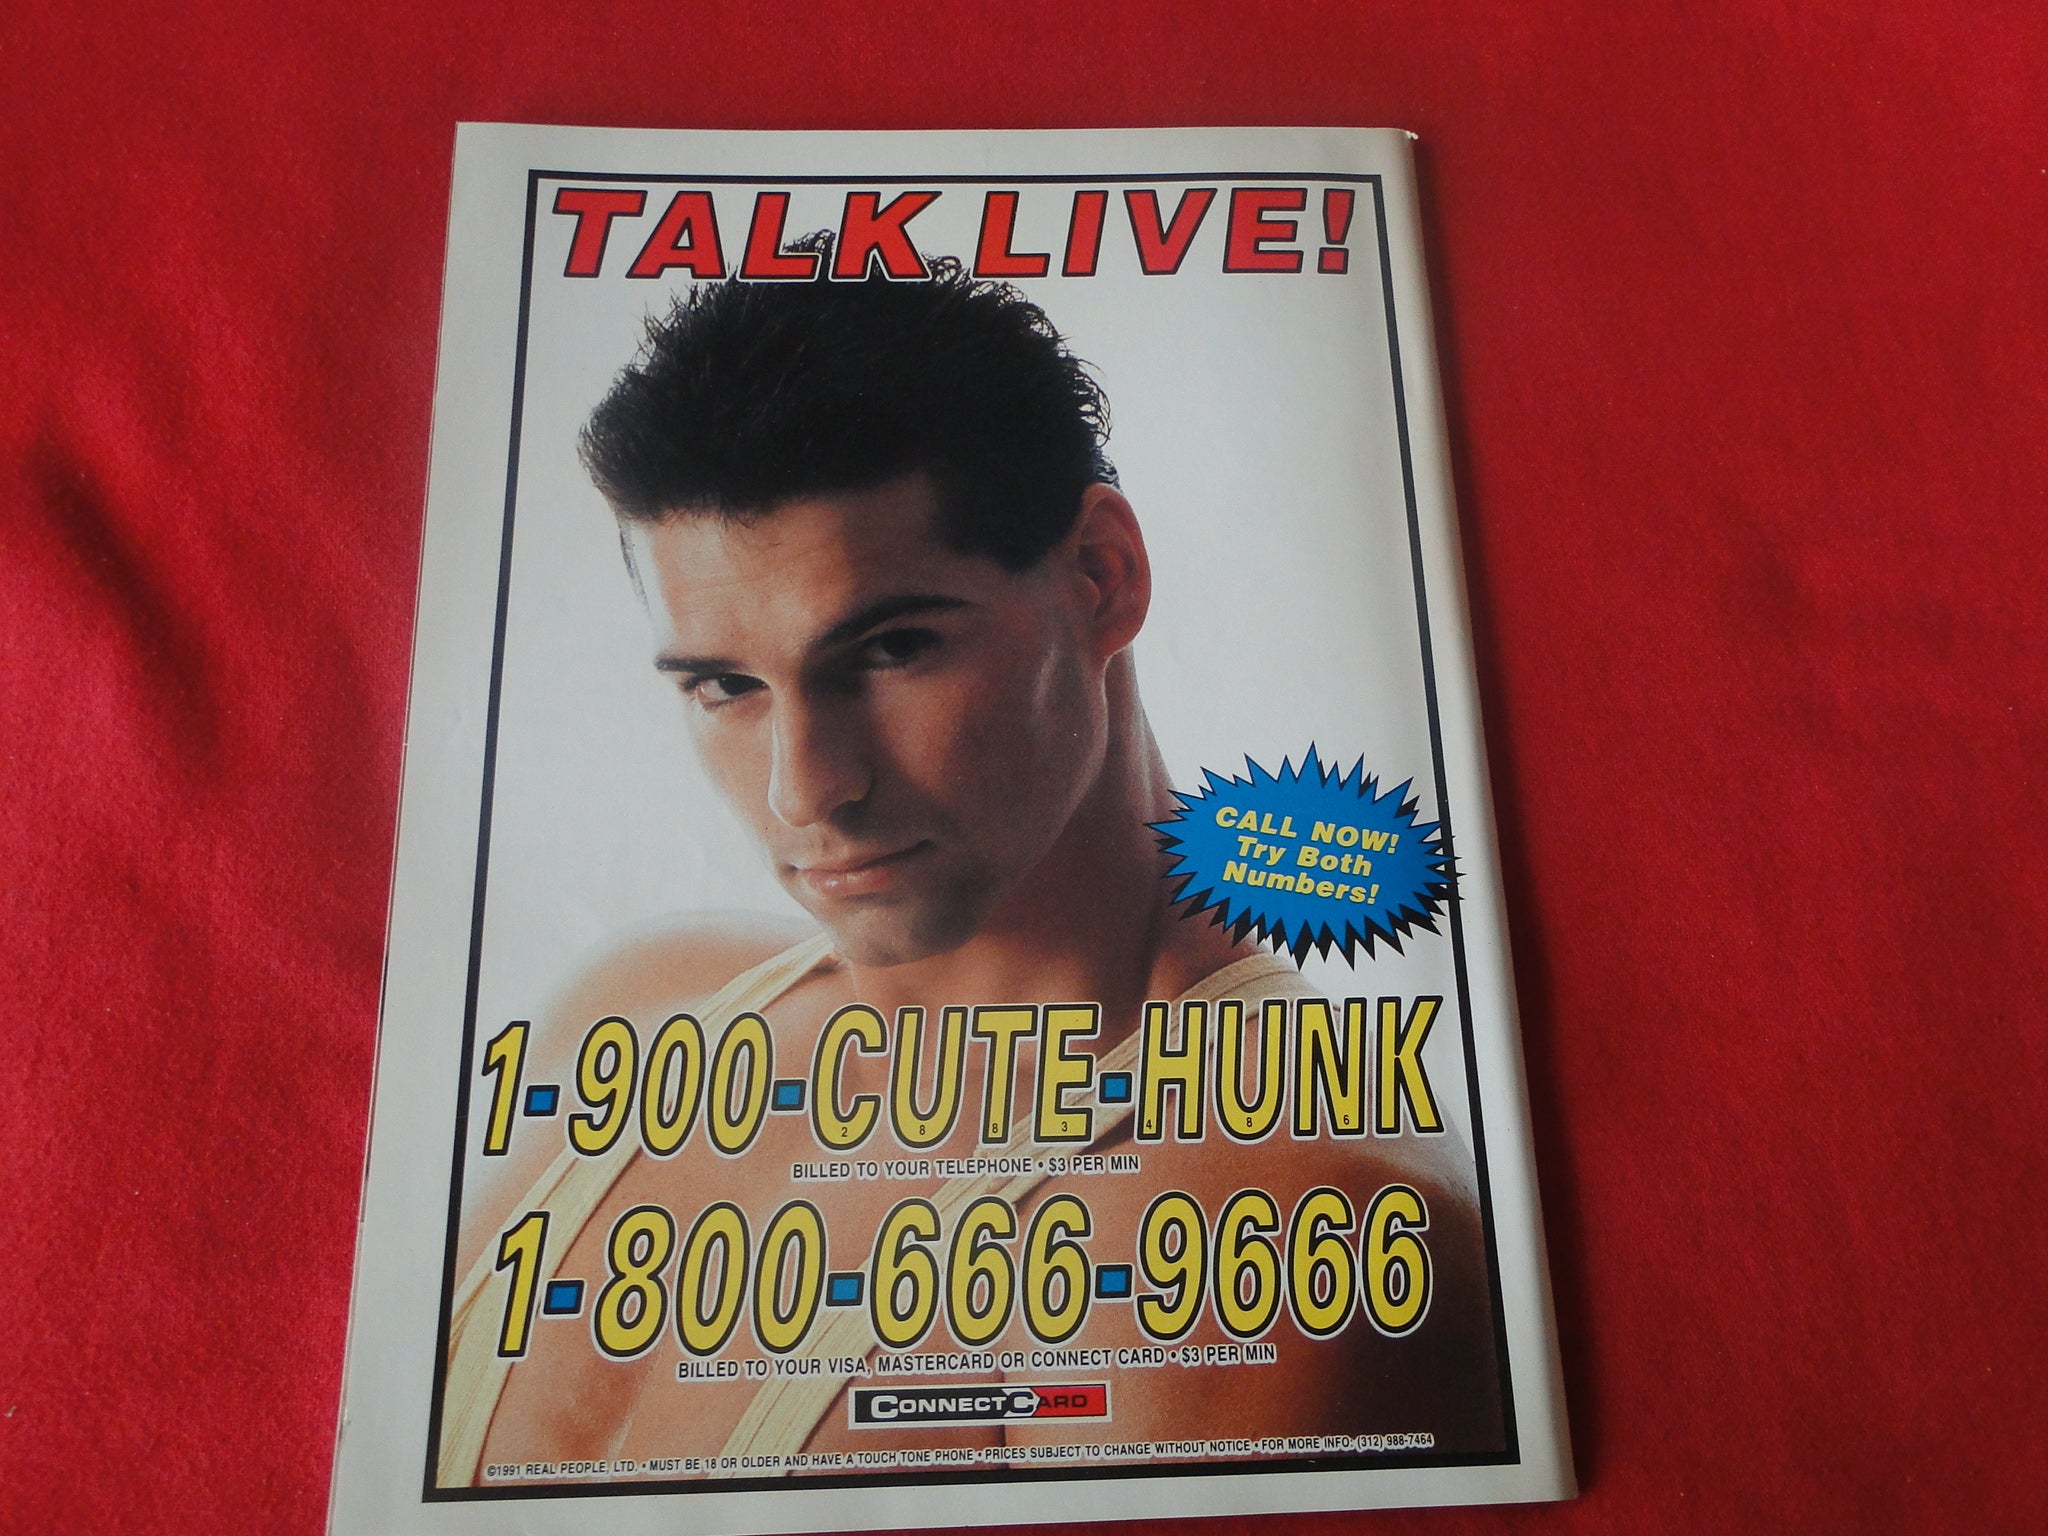 TALK LIVE!
CALL NOW!
Try Both
Numbers!
1-900-CUTE-HUNK
2 8 8 3 4 8 6
BILLED TO YOUR TELEPHONE • $3 PER MIN
1-800-666-9666
BILLED TO YOUR VISA, MASTERCARD OR CONNECT CARD • $3 PER MIN
CONNECT CARD
©1991 REAL PEOPLE, LTD. • MUST BE 18 OR OLDER AND HAVE A TOUCH TONE PHONE • PRICES SUBJECT TO CHANGE WITHOUT NOTICE • FOR MORE INFO: (312) 988-7464